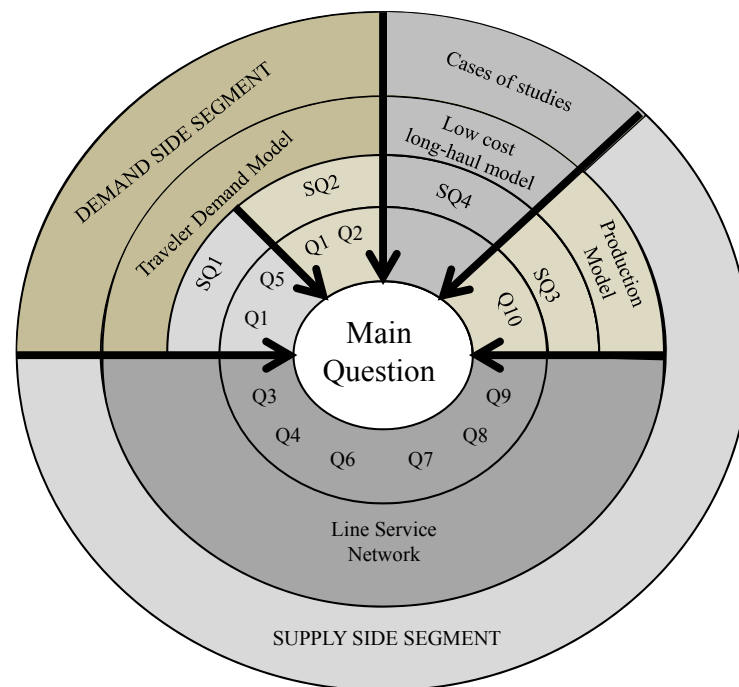 DEMAND SIDE SEGMENT
Cases of studies
Traveler Demand Model
Low cost
long-haul model
SQ2
SQ4
SQ1
Q1
Q2
SQ3
Production
Model
Q5
Q1
Q10
Main
Question
Q3
Q9
Q4
Q8
Q6
Q7
Line Service
Network
SUPPLY SIDE SEGMENT